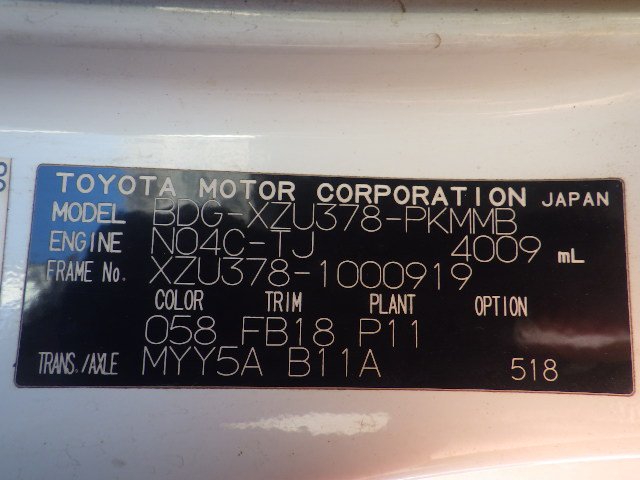 TOYOTA MOTOR CORPORATION JAPAN
MODEL BDG-XZU378-PKMMB
ENGINE N04C-TJ 4009 mL
FRAME No. XZU378-1000919
COLOR TRIM PLANT OPTION
058 FB18 P11
TRANS./AXLE MYY5A B11A 518